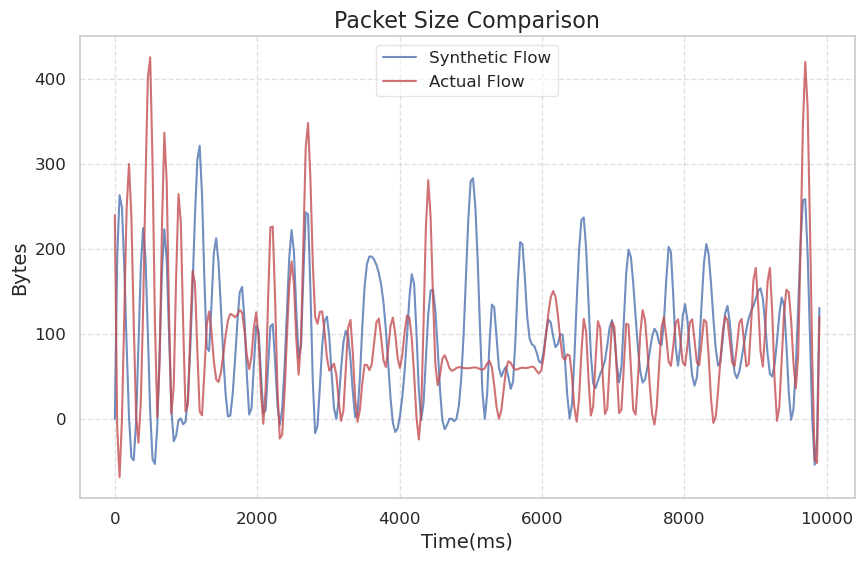 Packet Size Comparison
Synthetic Flow
Actual Flow
400
300
200
100
0
Bytes
0 2000 4000 6000 8000 10000
Time(ms)